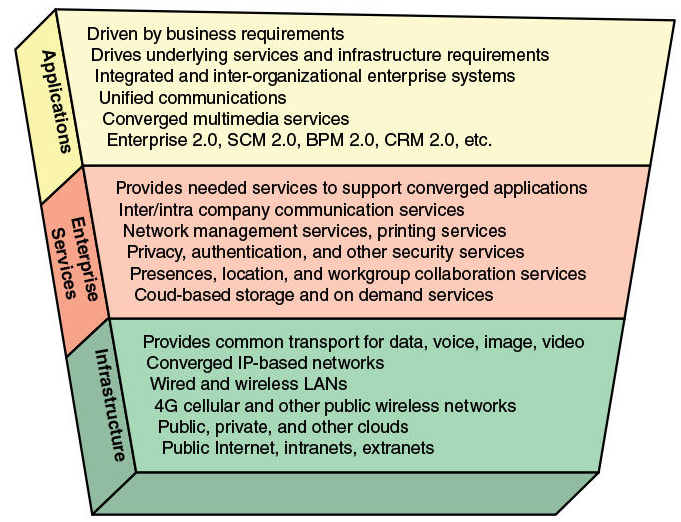 Applications
Driven by business requirements
Drives underlying services and infrastructure requirements
Integrated and inter-organizational enterprise systems
Unified communications
Converged multimedia services
Enterprise 2.0, SCM 2.0, BPM 2.0, CRM 2.0, etc.
Enterprise
Services
Provides needed services to support converged applications
Inter/intra company communication services
Network management services, printing services
Privacy, authentication, and other security services
Presences, location, and workgroup collaboration services
Coud-based storage and on demand services
Infrastructure
Provides common transport for data, voice, image, video
Converged IP-based networks
Wired and wireless LANs
4G cellular and other public wireless networks
Public, private, and other clouds
Public Internet, intranets, extranets